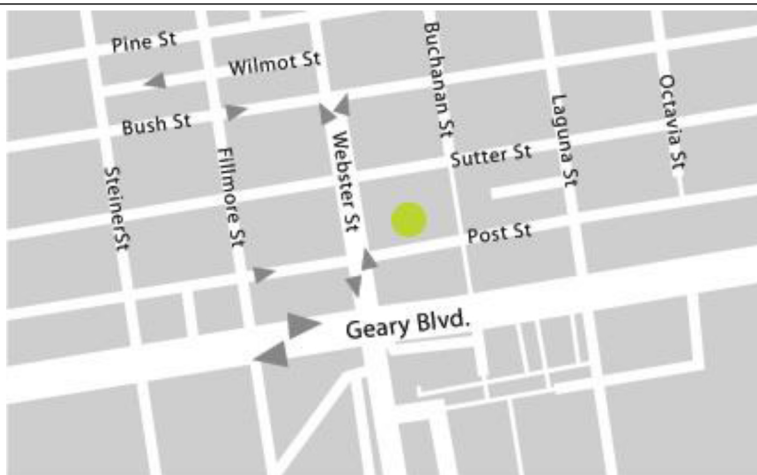 Pine St
Wilmot St
Bush St
Buchanan St
Octavia St
Laguna St
Sutter St
Webster St
Fillmore St
SteinerSt
Post St
Geary Blvd.